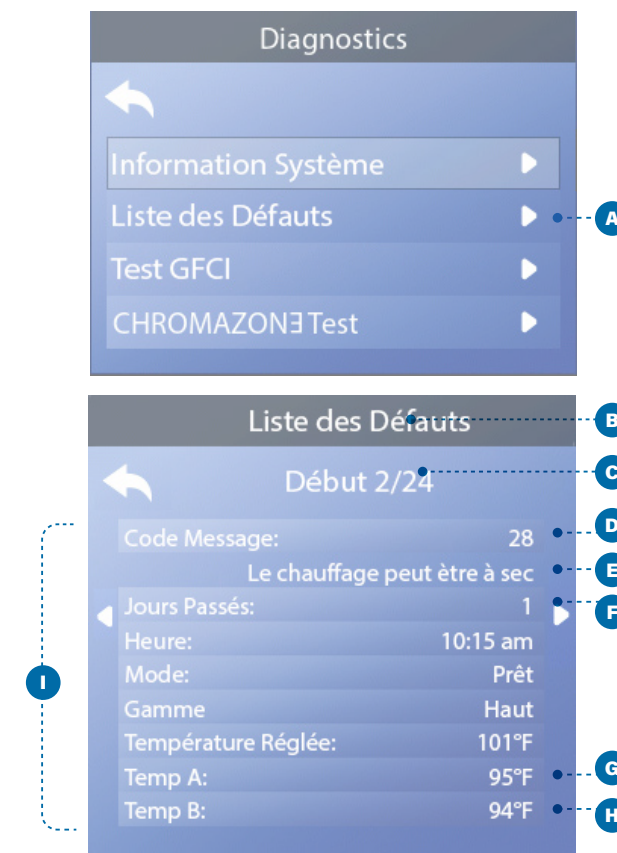 Diagnostics
Information Système
Liste des Défauts
A
Test GFCI
CHROMAZONƎ Test
Liste des Défauts
B
Début 2/24
C
Code Message: 28
D
Le chauffage peut ètre à sec
E
Jours Passés: 1
F
Heure: 10:15 am
Mode: Prêt
I
Gamme Haut
Température Réglée: 101°F
Temp A: 95°F
G
Temp B: 94°F
H